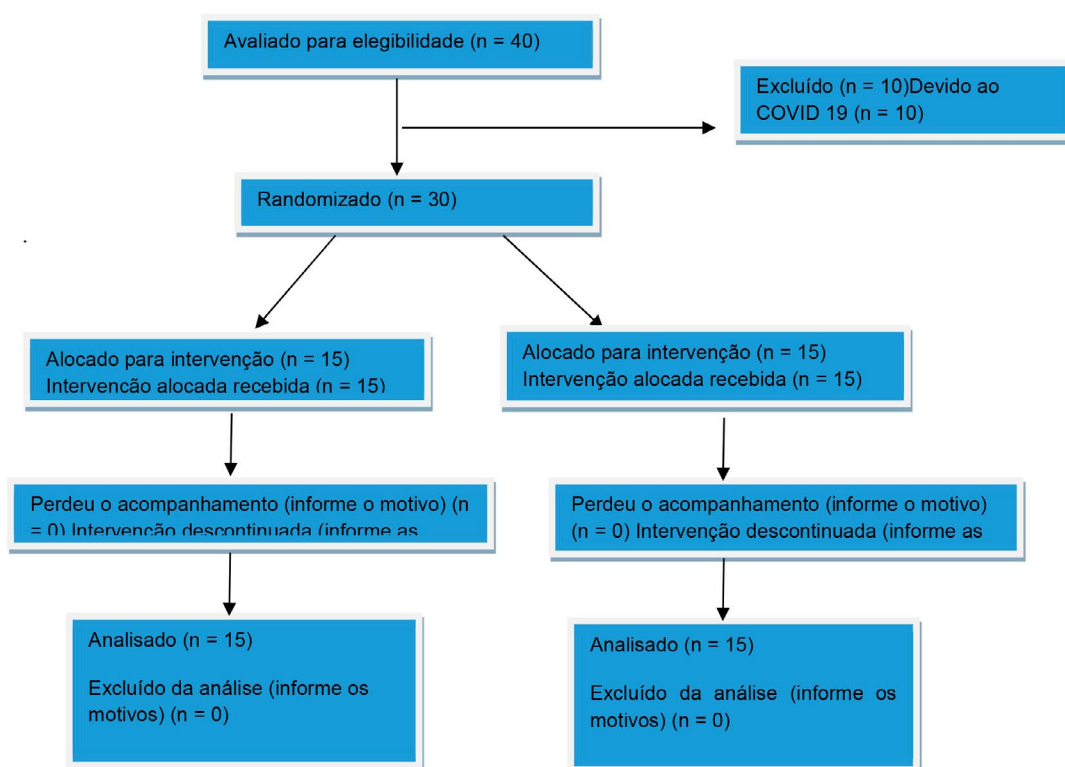 Avaliado para elegibilidade (n = 40)
Excluído (n = 10)Devido ao
COVID 19 (n = 10)
Randomizado (n = 30)
Alocado para intervenção (n = 15)
Intervenção alocada recebida (n = 15)
Alocado para intervenção (n = 15)
Intervenção alocada recebida (n = 15)
Perdeu o acompanhamento (informe o motivo) (n
= 0) Intervenção descontinuada (informe as
Perdeu o acompanhamento (informe o motivo)
(n = 0) Intervenção descontinuada (informe as
Analisado (n = 15)
Excluído da análise (informe os
motivos) (n = 0)
Analisado (n = 15)
Excluído da análise (informe os
motivos) (n = 0)